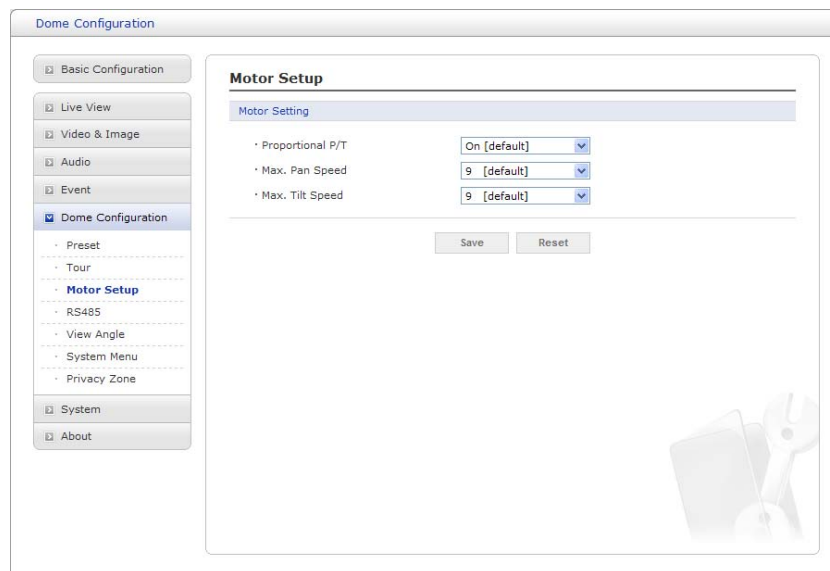 Dome Configuration
Basic Configuration
Live View
Video & Image
Audio
Event
Dome Configuration
· Preset
· Tour
· Motor Setup
· RS485
· View Angle
· System Menu
· Privacy Zone
System
About
Motor Setup
Motor Setting
· Proportional P/T On [default]
· Max. Pan Speed 9 [default]
· Max. Tilt Speed 9 [default]
Save Reset